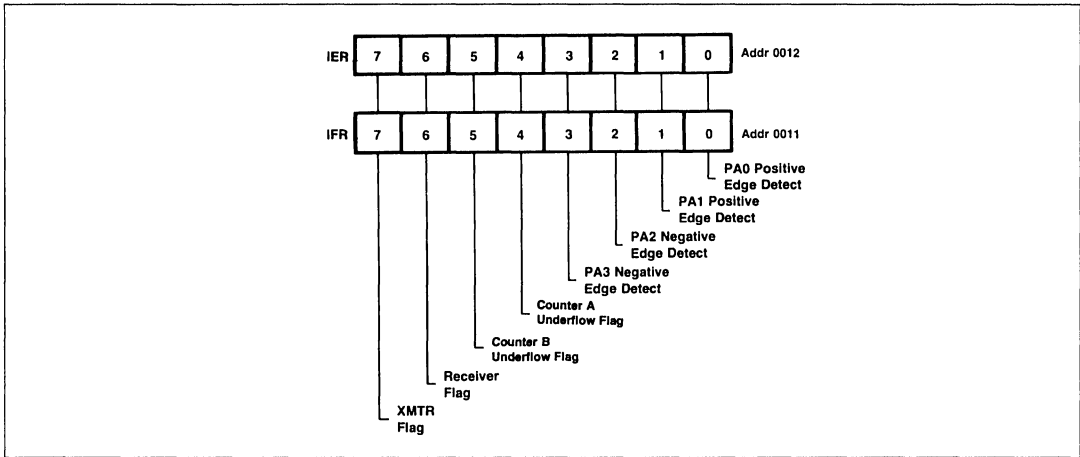 IER 7 6 5 4 3 2 1 0 Addr 0012
IFR 7 6 5 4 3 2 1 0 Addr 0011
PA0 Positive
Edge Detect
PA1 Positive
Edge Detect
PA2 Negative
Edge Detect
PA3 Negative
Edge Detect
Counter A
Underflow Flag
Counter B
Underflow Flag
Receiver
Flag
XMTR
Flag